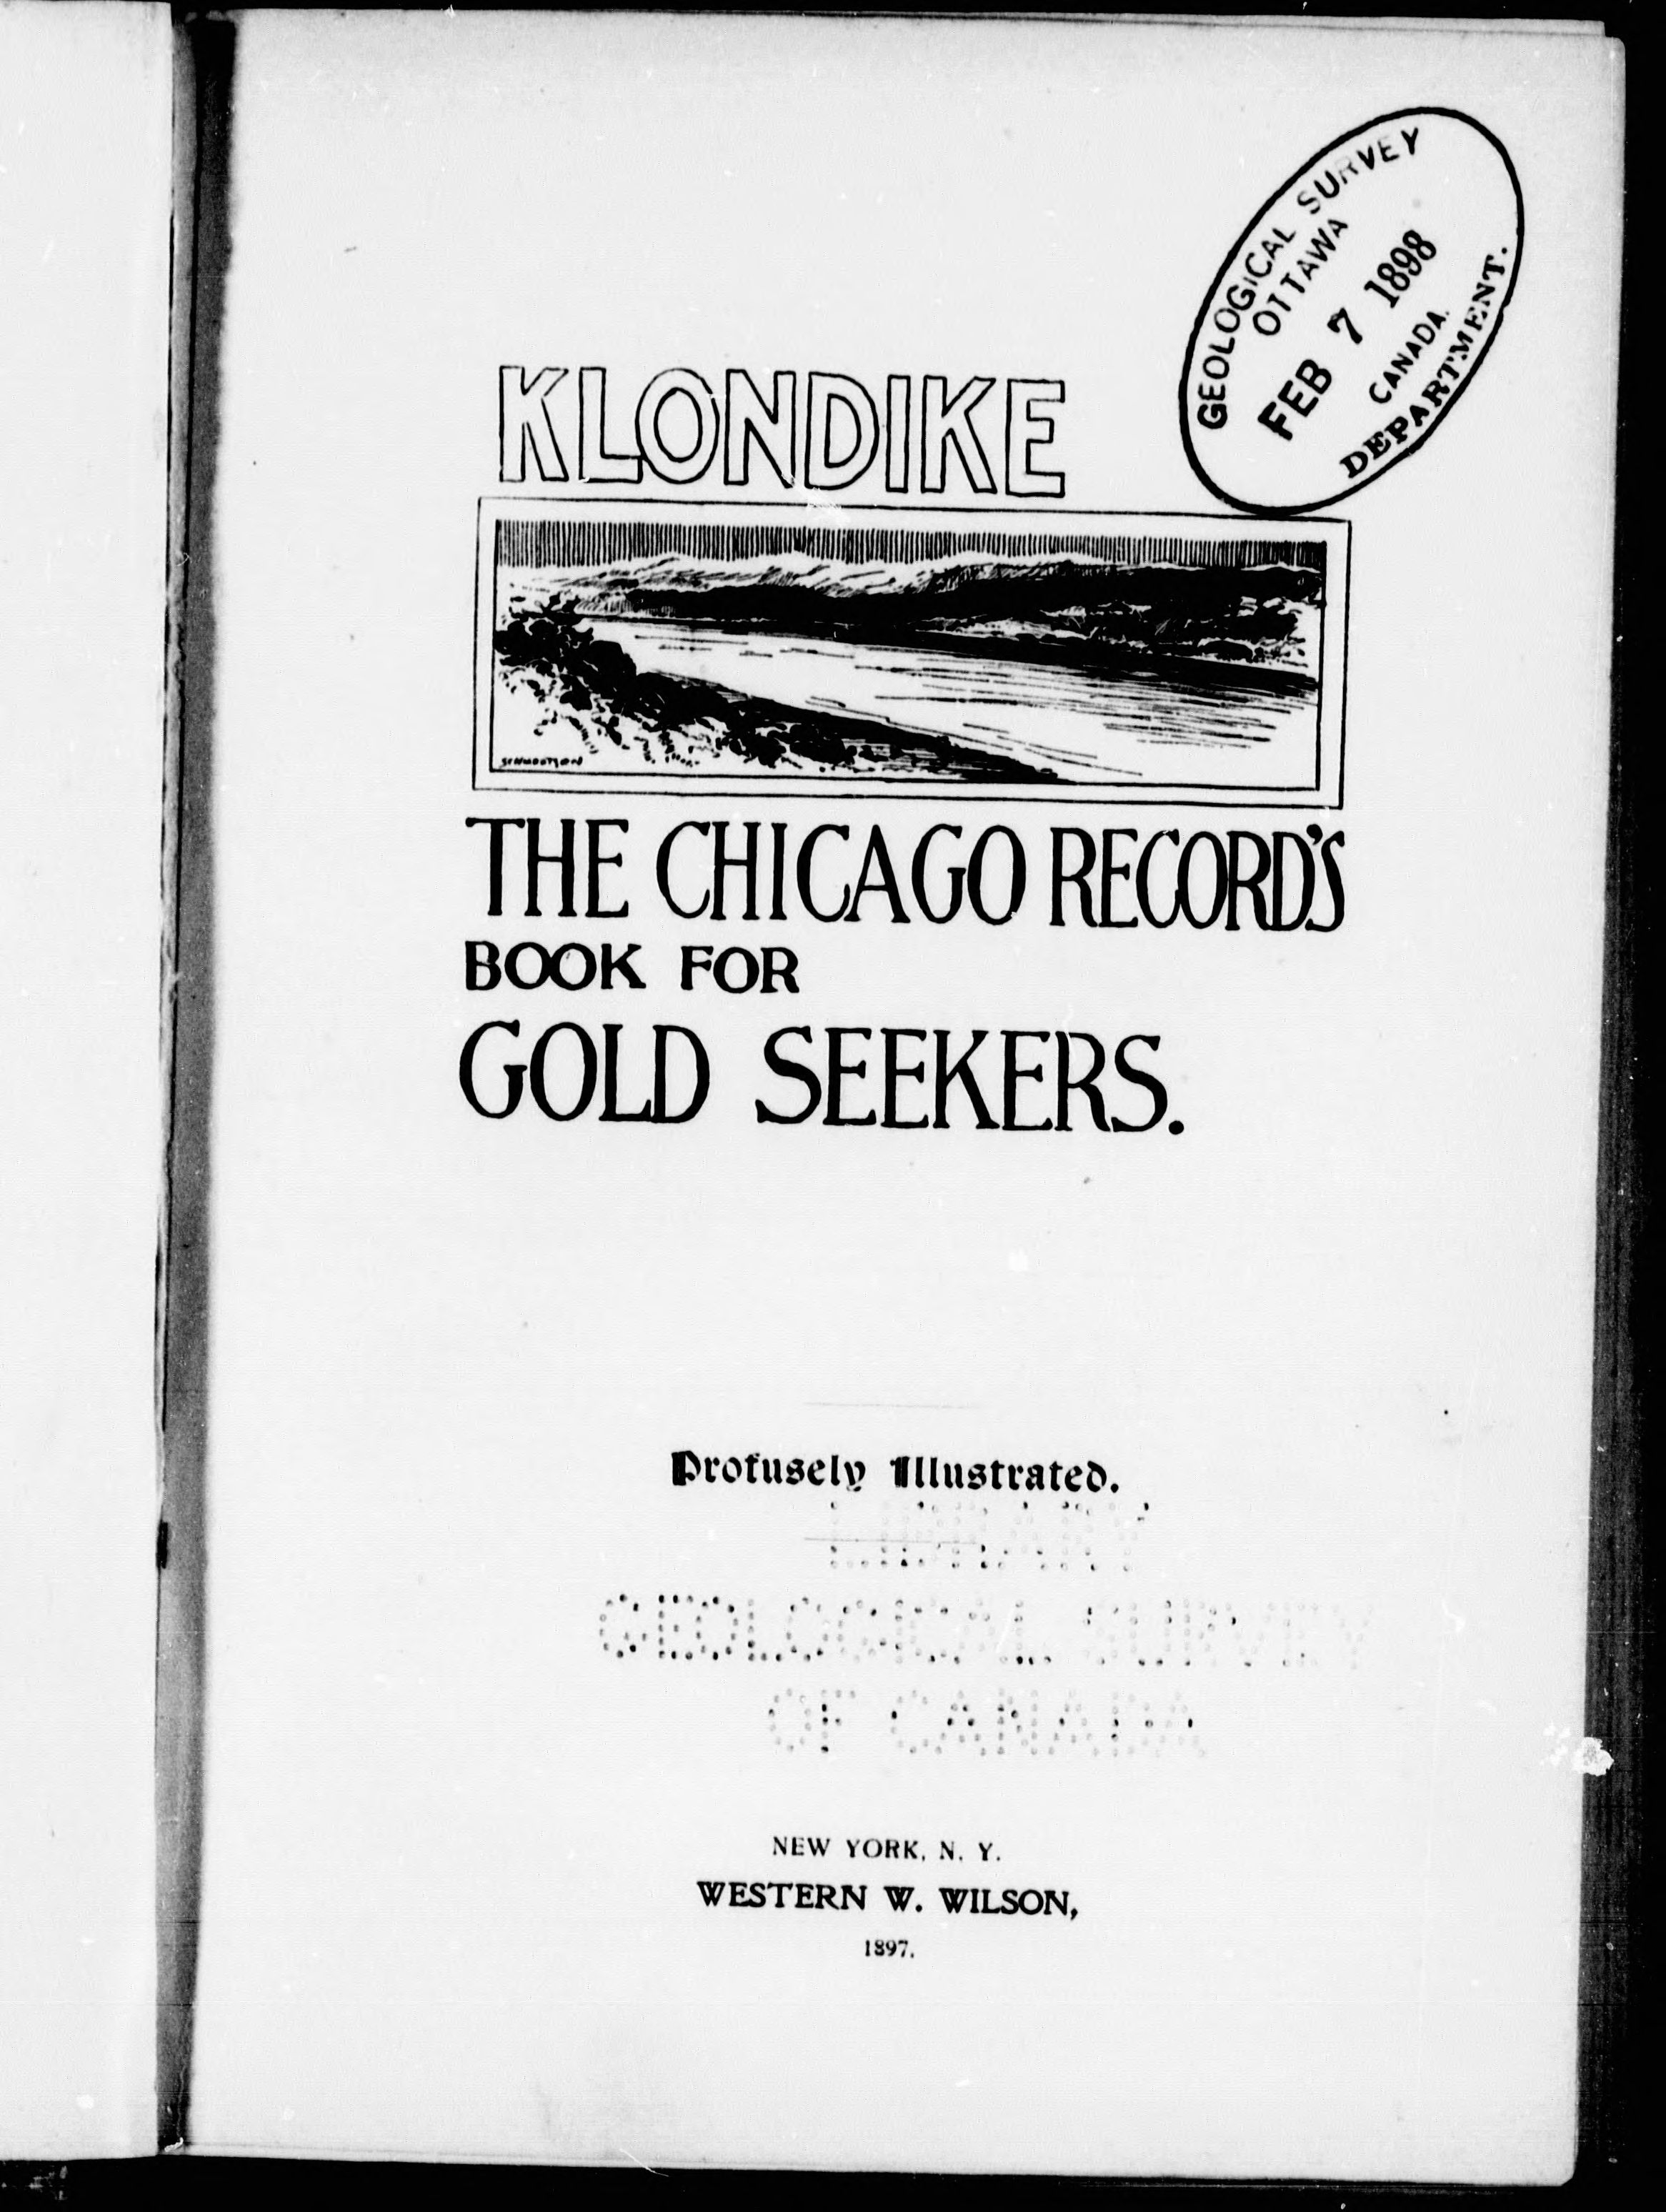 GEOLOGICAL SURVEY
OTTAWA
FEB 7 1898
CANADA.
DEPARTMENT.
KLONDIKE
THE CHICAGO RECORD'S
BOOK FOR
GOLD SEEKERS.
Profusely Illustrated.
LIBRARY
GEOLOGICAL SURVEY
OF CANADA
NEW YORK, N. Y.
WESTERN W. WILSON,
1897.